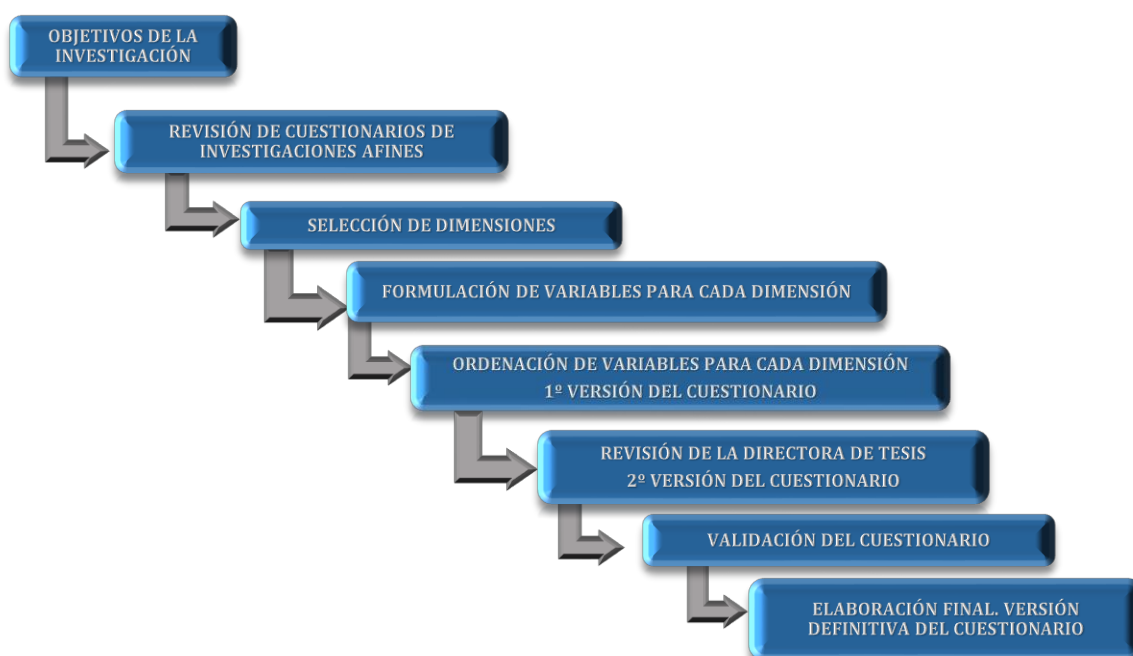 OBJETIVOS DE LA
INVESTIGACIÓN
REVISIÓN DE CUESTIONARIOS DE
INVESTIGACIONES AFINES
SELECCIÓN DE DIMENSIONES
FORMULACIÓN DE VARIABLES PARA CADA DIMENSIÓN
ORDENACIÓN DE VARIABLES PARA CADA DIMENSIÓN
1º VERSIÓN DEL CUESTIONARIO
REVISIÓN DE LA DIRECTORA DE TESIS
2º VERSIÓN DEL CUESTIONARIO
VALIDACIÓN DEL CUESTIONARIO
ELABORACIÓN FINAL. VERSIÓN
DEFINITIVA DEL CUESTIONARIO